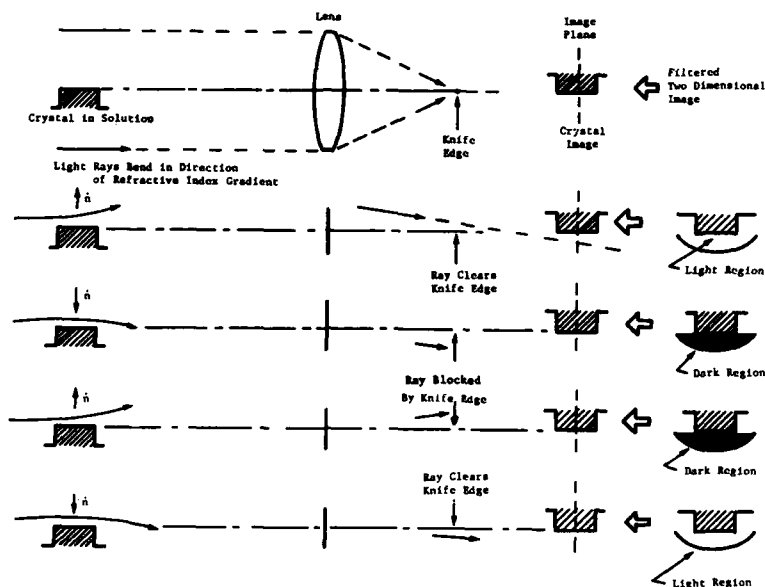 Lens
Image
Plane
Filtered
Two Dimensional
Image
Crystal in Solution
Knife
Edge
Crystal
Image
Light Rays Bend in Direction
of Refractive Index Gradient
n
Ray Clears
Knife Edge
Light Region
n
Ray Blocked
By Knife Edge
Dark Region
n
Dark Region
Ray Clears
Knife Edge
n
Light Region